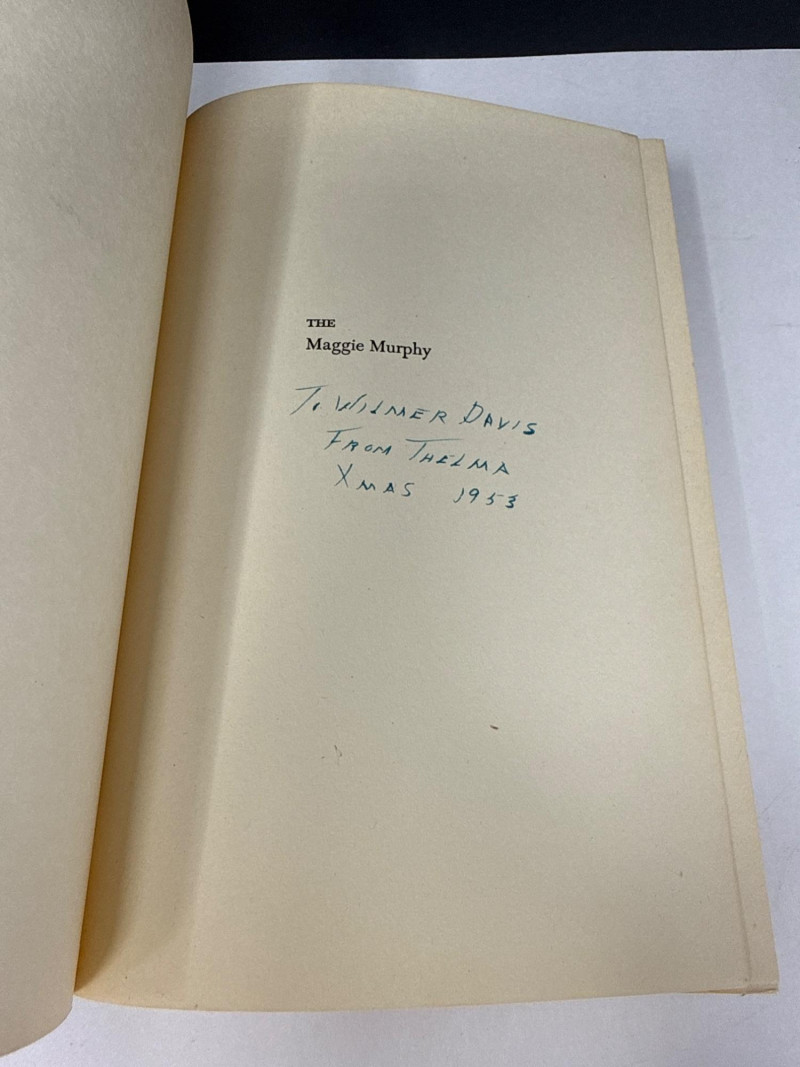 THE
Maggie Murphy
To WILMER DAVIS
FROM THELMA
XMAS 1953